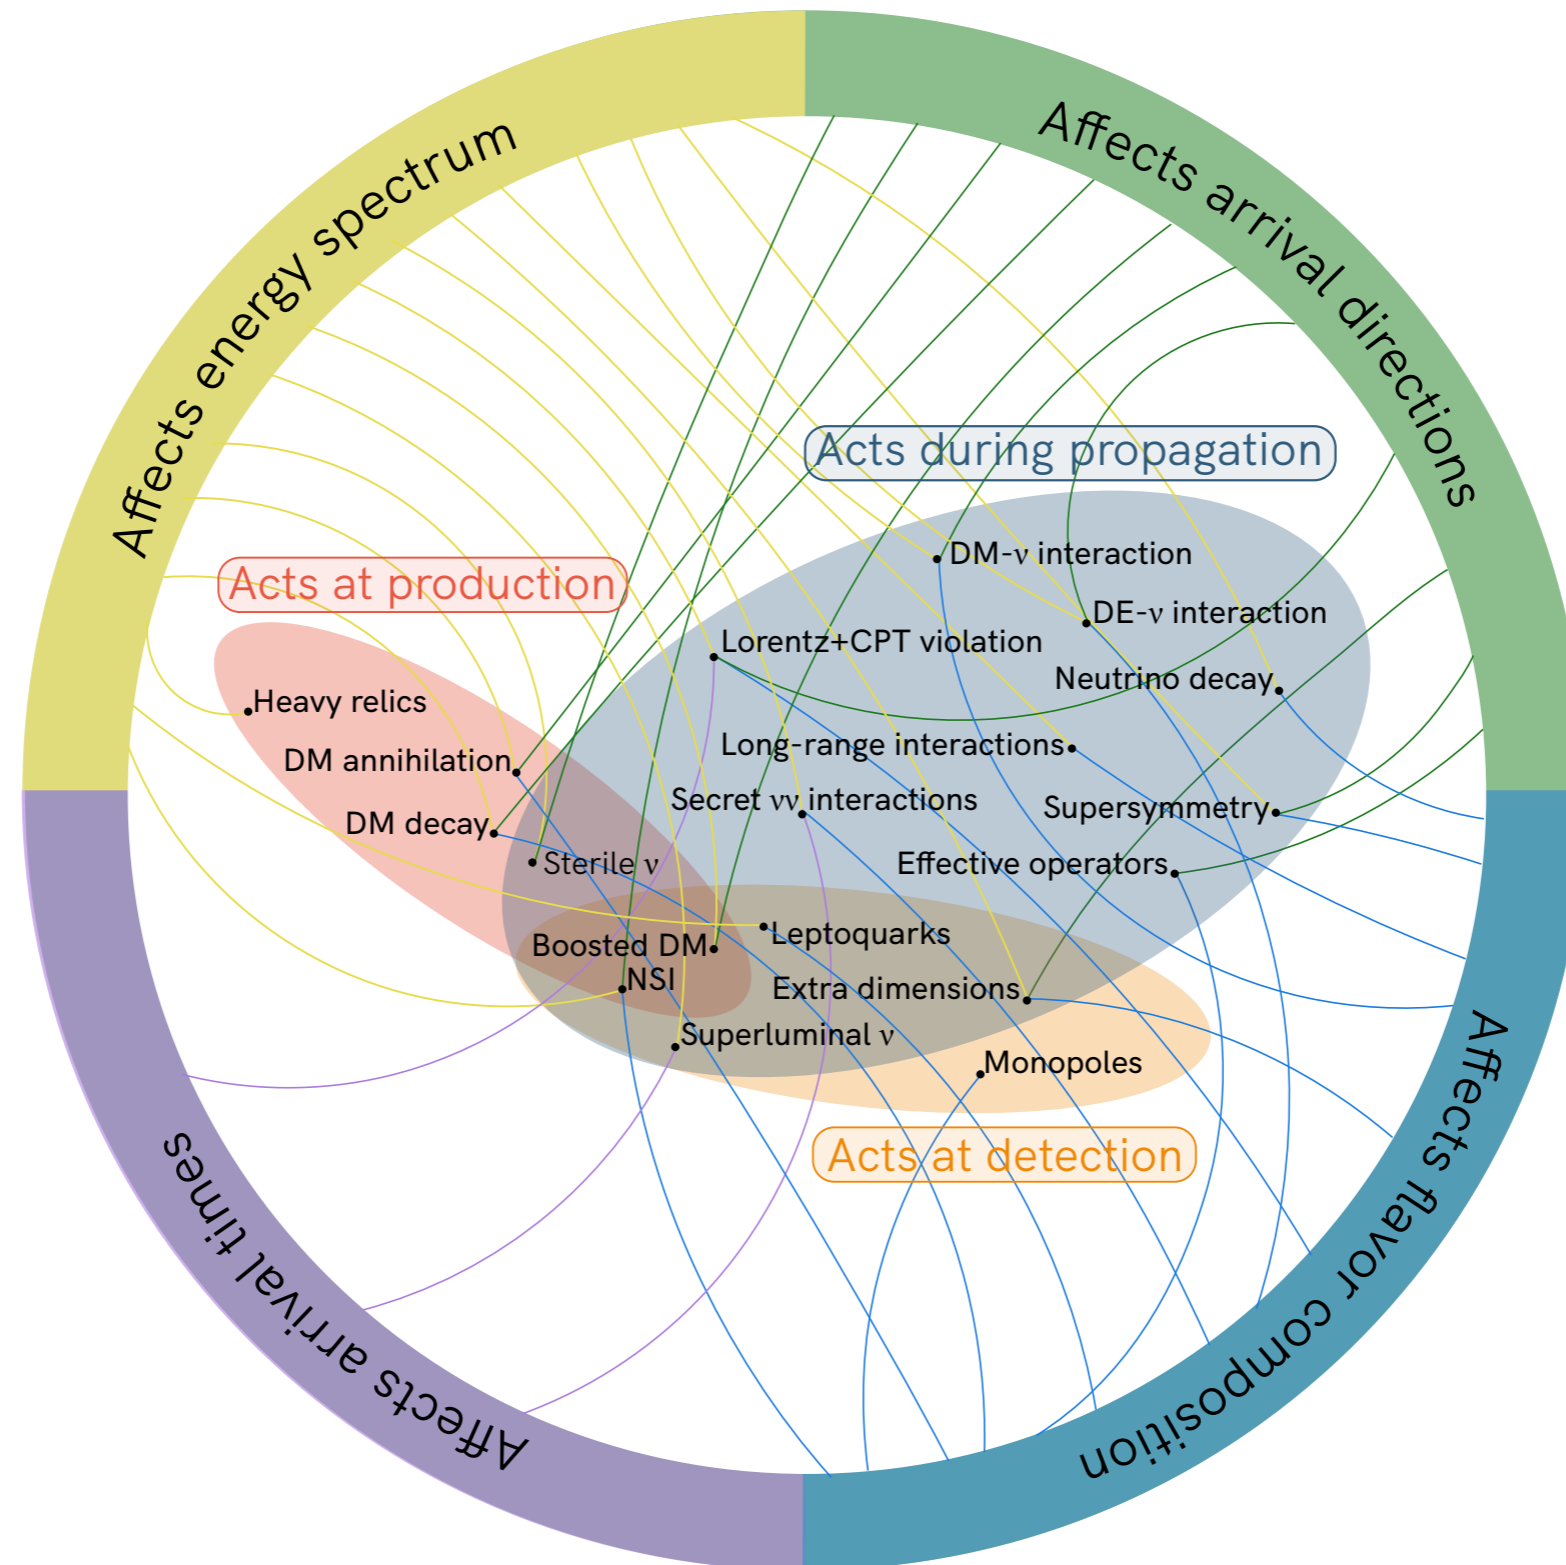 Affects energy spectrum
Affects arrival directions
Acts during propagation
DM-ν interaction
Acts at production
DE-ν interaction
Lorentz+CPT violation
Neutrino decay
Heavy relics
Long-range interactions
DM annihilation
Secret νν interactions
Supersymmetry
DM decay
Sterile ν
Effective operators
Leptoquarks
Boosted DM
NSI
Extra dimensions
Superluminal ν
Monopoles
Acts at detection
Affects arrival times
Affects flavor composition